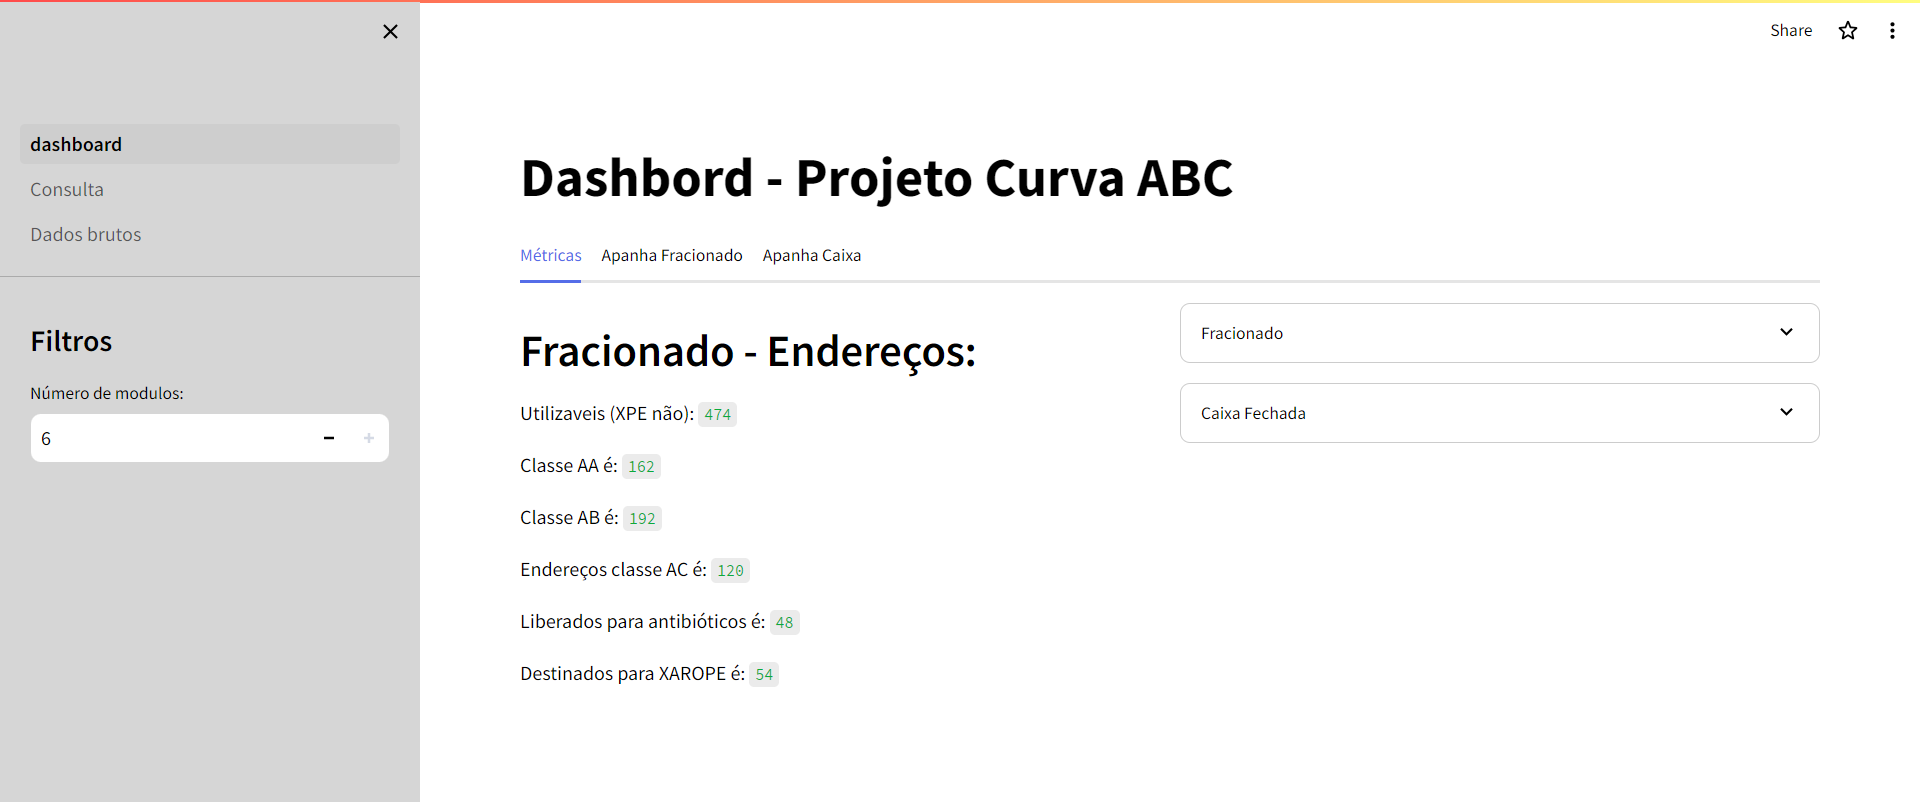 Share
dashboard
Consulta
Dados brutos
Filtros
Número de modulos:
6
Dashbord - Projeto Curva ABC
Métricas Apanha Fracionado Apanha Caixa
Fracionado - Endereços:
Utilizaveis (XPE não): 474
Classe AA é: 162
Classe AB é: 192
Endereços classe AC é: 120
Liberados para antibióticos é: 48
Destinados para XAROPE é: 54
Fracionado
Caixa Fechada